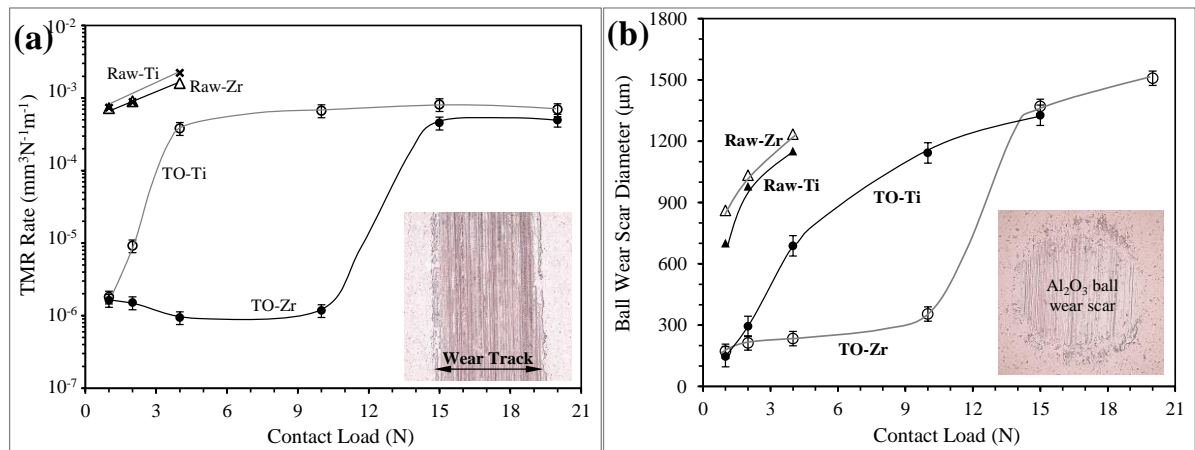 (a)
TMR Rate (mm³N⁻¹m⁻¹)
10⁻²
10⁻³
10⁻⁴
10⁻⁵
10⁻⁶
10⁻⁷
Raw-Ti
Raw-Zr
TO-Ti
TO-Zr
Wear Track
0 3 6 9 12 15 18 21
Contact Load (N)
(b)
Ball Wear Scar Diameter (μm)
1800
1500
1200
900
600
300
0
Raw-Zr
Raw-Ti
TO-Ti
TO-Zr
Al₂O₃ ball
wear scar
0 3 6 9 12 15 18 21
Contact Load (N)